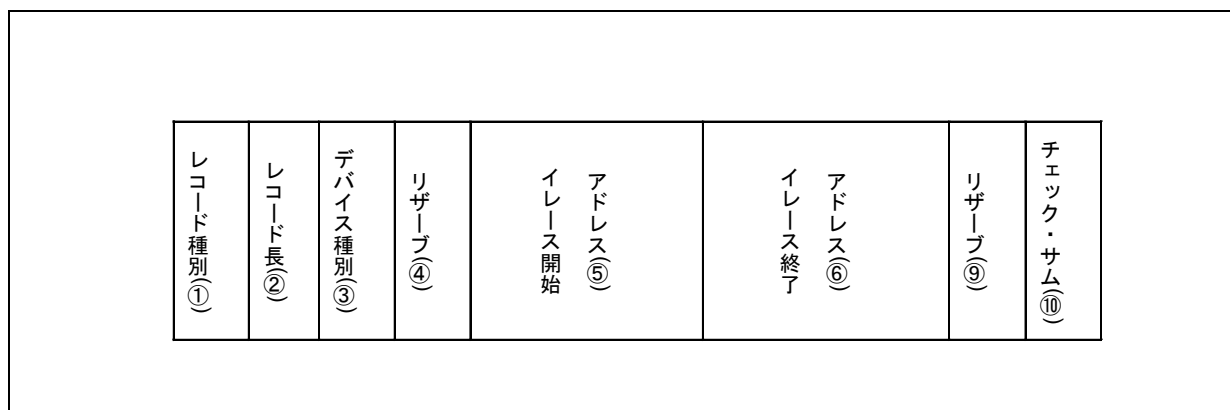 レコード種別(①)
レコード長(②)
デバイス種別(③)
リザーブ(④)
イレース開始
アドレス(⑤)
イレース終了
アドレス(⑥)
リザーブ(⑨)
チェック・サム(⑩)